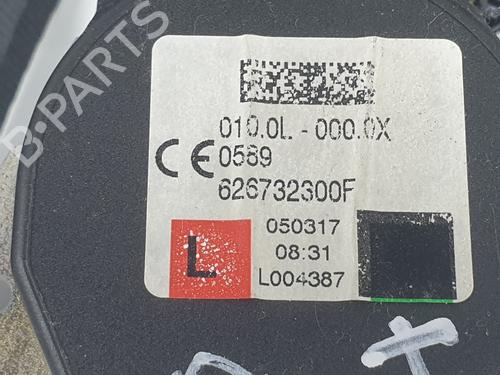 B-PARTS
010.0L - 000.0X
CE 0589
626732300F
L
050317
08:31
L004387